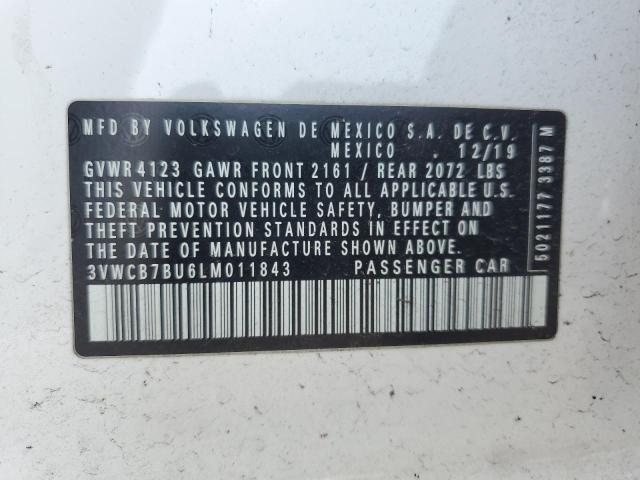 MFD BY VOLKSWAGEN DE MEXICO S.A. DE C.V.
MEXICO . 12/19
GVWR 4123 GAWR FRONT 2161 / REAR 2072 LBS
THIS VEHICLE CONFORMS TO ALL APPLICABLE U.S.
FEDERAL MOTOR VEHICLE SAFETY, BUMPER AND
THEFT PREVENTION STANDARDS IN EFFECT ON
THE DATE OF MANUFACTURE SHOWN ABOVE.
3VWCB7BU6LM011843 PASSENGER CAR
5021177 3387 M